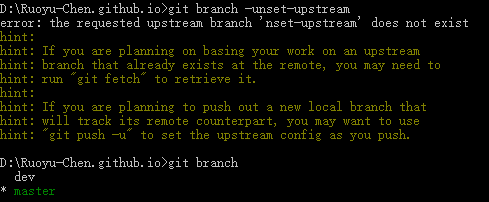 D:\Ruoyu-Chen.github.io>git branch -unset-upstream
error: the requested upstream branch 'nset-upstream' does not exist
hint:
hint: If you are planning on basing your work on an upstream
hint: branch that already exists at the remote, you may need to
hint: run "git fetch" to retrieve it.
hint:
hint: If you are planning to push out a new local branch that
hint: will track its remote counterpart, you may want to use
hint: "git push -u" to set the upstream config as you push.
D:\Ruoyu-Chen.github.io>git branch
dev
* master